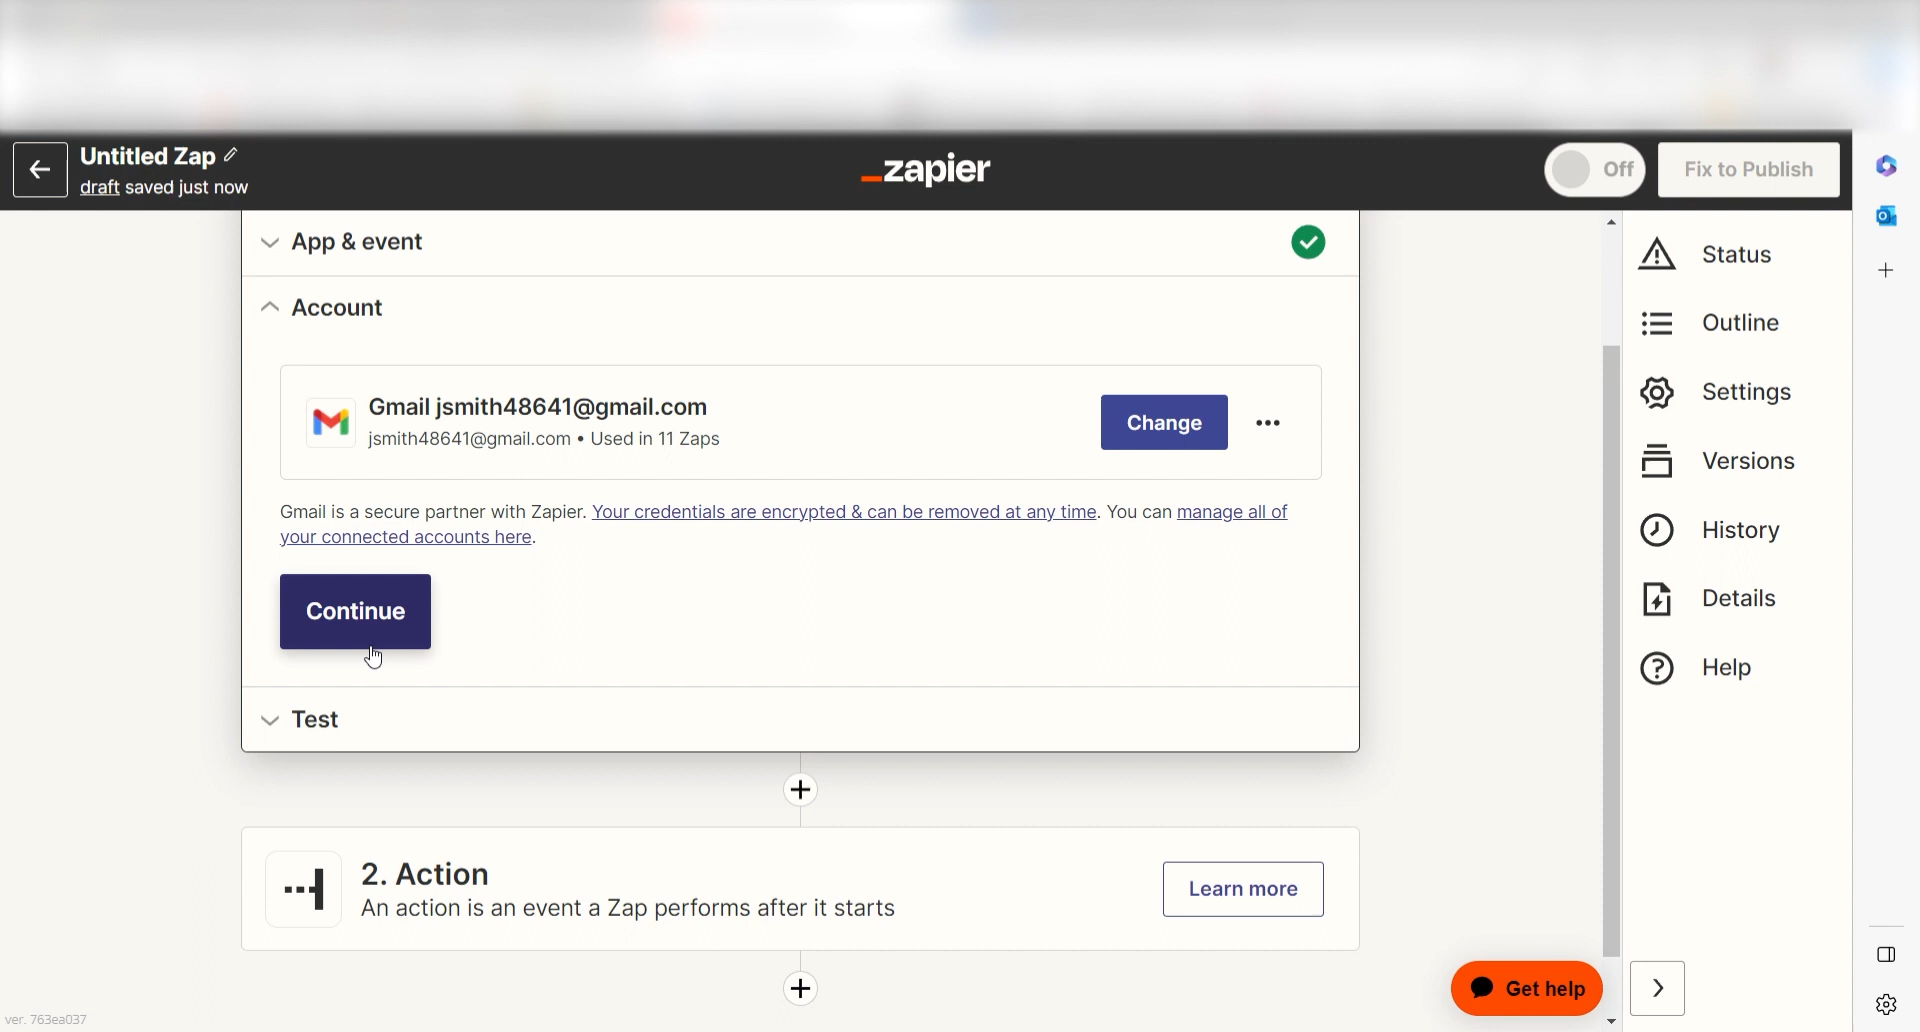 Untitled Zap
draft saved just now
zapier
Off
Fix to Publish
App & event
Account
Gmail jsmith48641@gmail.com
jsmith48641@gmail.com • Used in 11 Zaps
Change
Gmail is a secure partner with Zapier. Your credentials are encrypted & can be removed at any time. You can manage all of
your connected accounts here.
Continue
Test
2. Action
An action is an event a Zap performs after it starts
Learn more
Status
Outline
Settings
Versions
History
Details
Help
Get help
ver. 763ea037